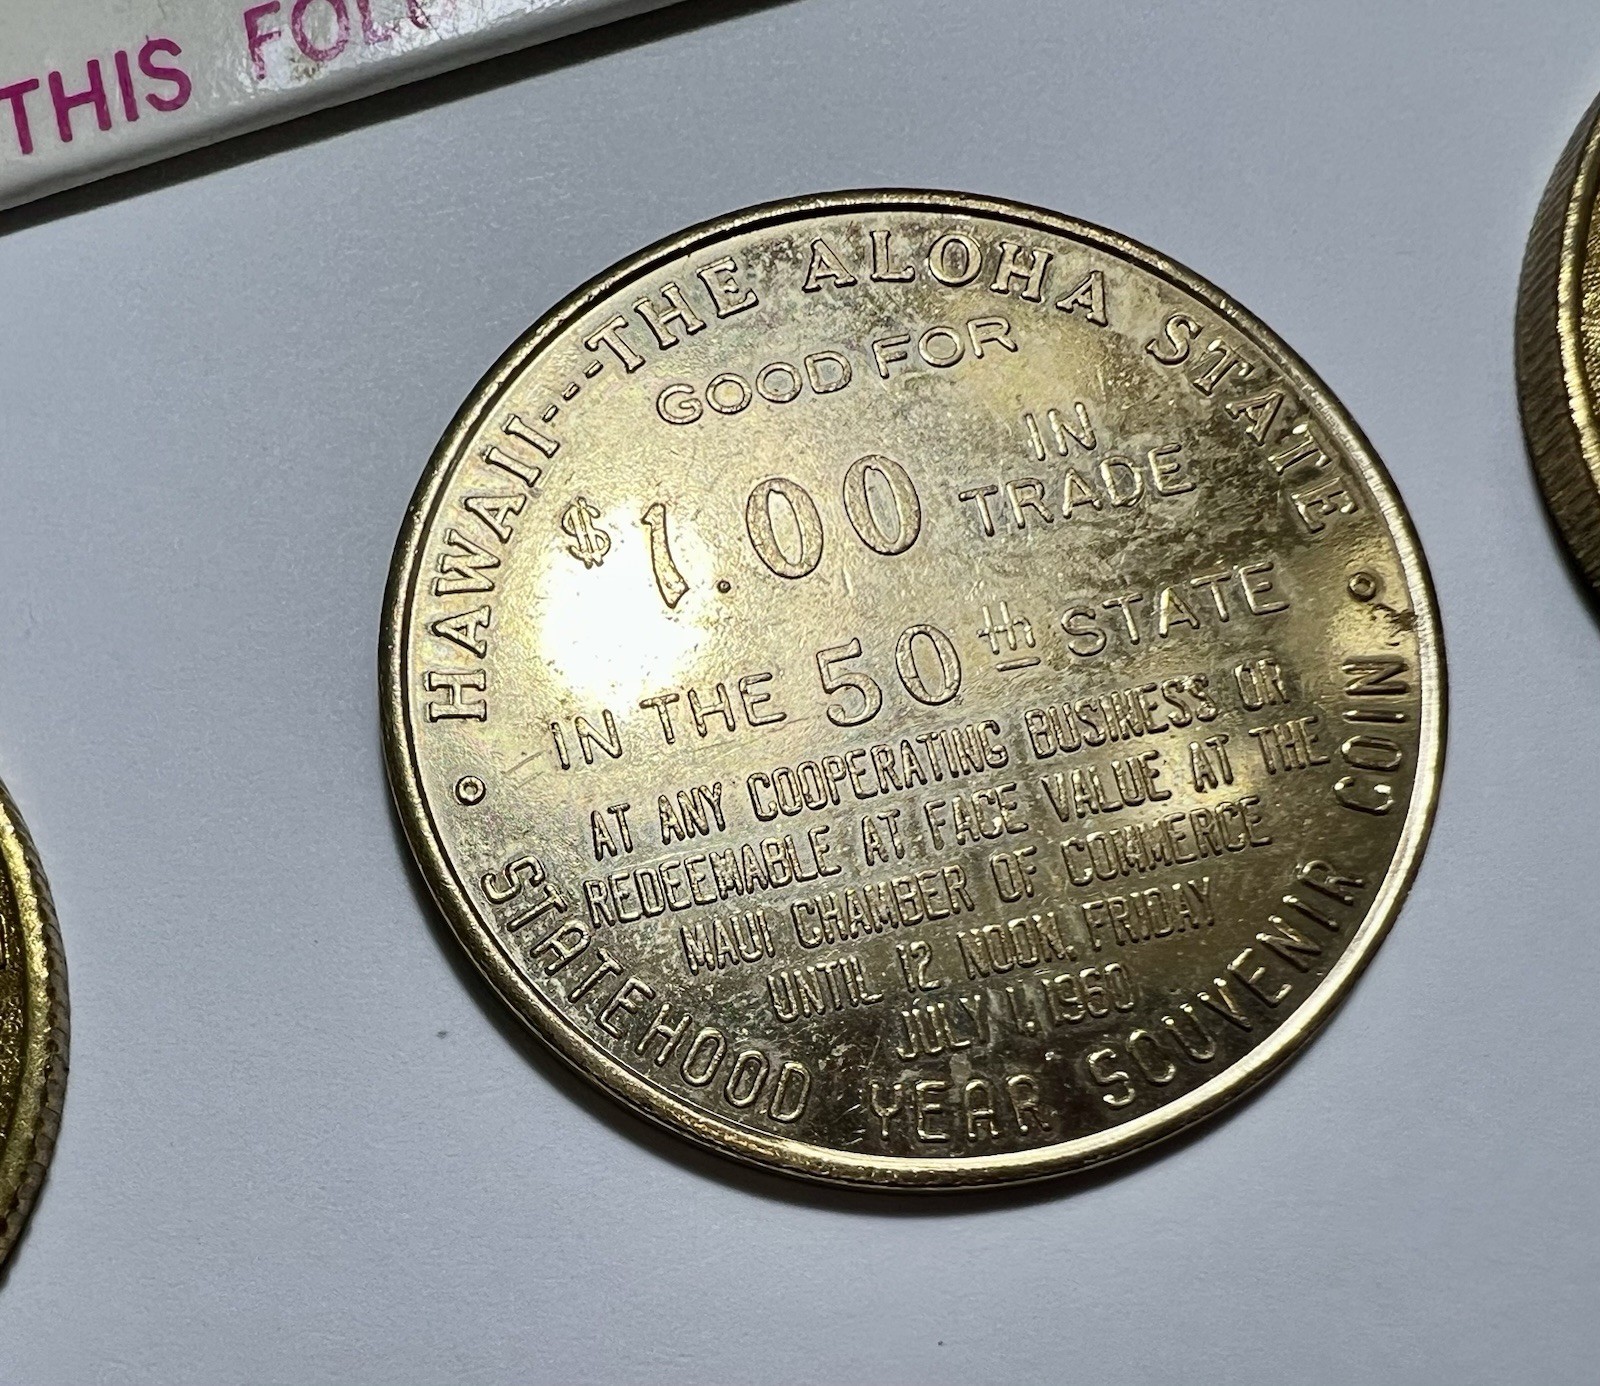 THIS
HAWAII---THE ALOHA STATE
GOOD FOR
$1.00 IN TRADE
IN THE 50th STATE
AT ANY COOPERATING BUSINESS OR
REDEEMABLE AT FACE VALUE AT THE
MAUI CHAMBER OF COMMERCE
UNTIL 12 NOON, FRIDAY
JULY 1, 1960
STATEHOOD YEAR SOUVENIR COIN